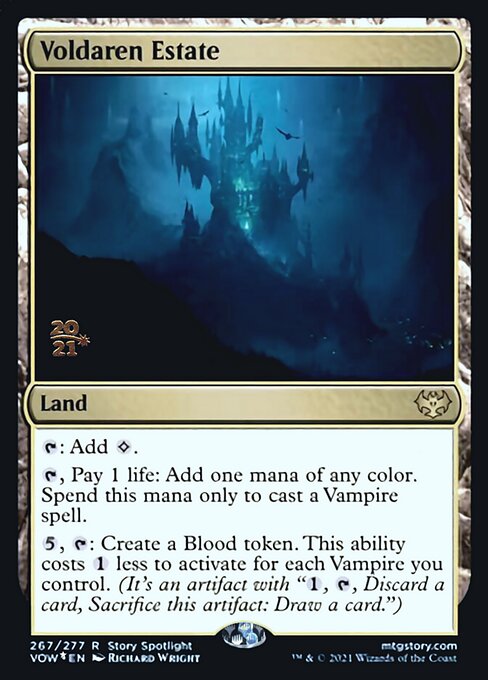 Voldaren Estate
20
21
Land
: Add .
, Pay 1 life: Add one mana of any color.
Spend this mana only to cast a Vampire
spell.
5, : Create a Blood token. This ability
costs 1 less to activate for each Vampire you
control. (It's an artifact with “1, , Discard a
card, Sacrifice this artifact: Draw a card.”)
267/277 R Story Spotlight
mtgstory.com
VOW★EN Richard Wright
™ & © 2021 Wizards of the Coast